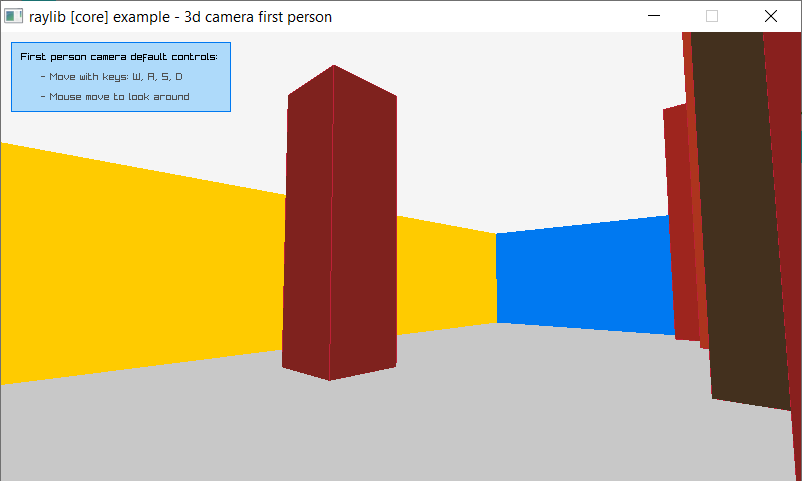 raylib [core] example - 3d camera first person
First person camera default controls:
- Move with keys: W, A, S, D
- Mouse move to look around